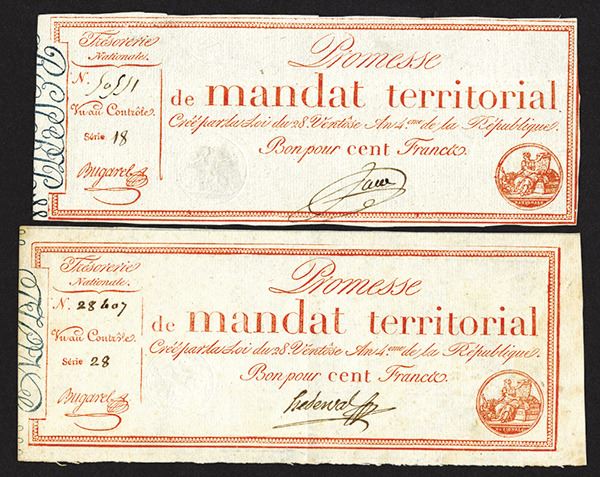 Trésorerie
Nationale.
N.
Vu au Contrôle
Série 18
Bugarel
Promesse
de mandat territorial
Créé par la Loi du 28 Ventôse An 4.eme de la République.
Bon pour cent Francs.
Trésorerie
Nationale.
N. 28407
Vu au Contrôle
Série 28
Bugarel
Promesse
de mandat territorial
Créé par la Loi du 28 Ventôse An 4.eme de la République.
Bon pour cent Francs.